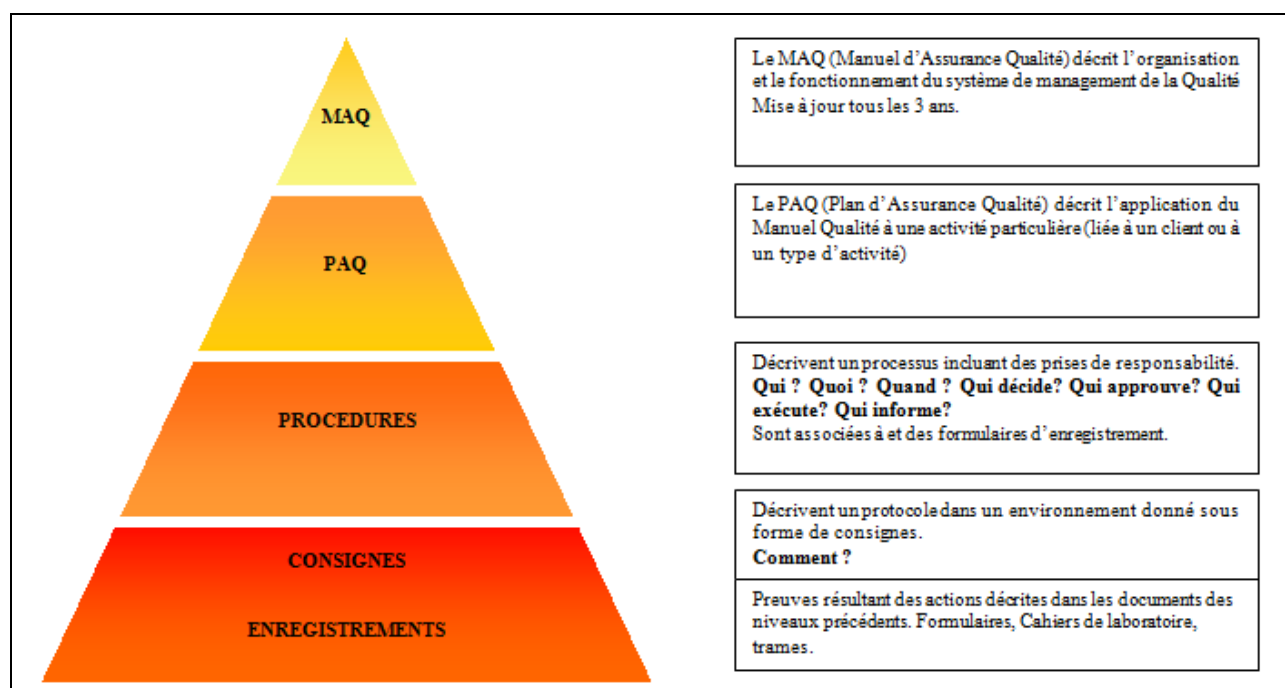 MAQ
Le MAQ (Manuel d'Assurance Qualité) décrit l'organisation
et le fonctionnement du système de management de la Qualité
Mise à jour tous les 3 ans.
PAQ
Le PAQ (Plan d'Assurance Qualité) décrit l'application du
Manuel Qualité à une activité particulière (liée à un client ou à
un type d'activité)
PROCEDURES
Décrivent un processus incluant des prises de responsabilité.
Qui ? Quoi ? Quand ? Qui décide? Qui approuve? Qui
exécute? Qui informe?
Sont associées à et des formulaires d'enregistrement.
CONSIGNES
Décrivent un protocole dans un environnement donné sous
forme de consignes.
Comment ?
ENREGISTREMENTS
Preuves résultant des actions décrites dans les documents des
niveaux précédents. Formulaires, Cahiers de laboratoire,
trames.